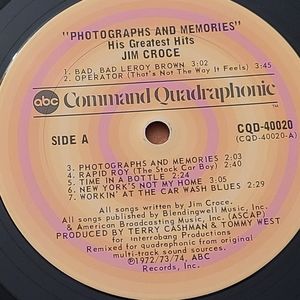 "PHOTOGRAPHS AND MEMORIES"
His Greatest Hits
JIM CROCE
1. BAD, BAD LEROY BROWN 3:02
2. OPERATOR (That's Not The Way It Feels) 3:45
abc Command Quadraphonic TM
SIDE A
CQD-40020
(CQD-40020-A)
3. PHOTOGRAPHS AND MEMORIES 2:03
4. RAPID ROY (The Stock Car Boy) 2:40
5. TIME IN A BOTTLE 2:24
6. NEW YORK'S NOT MY HOME 3:05
7. WORKIN' AT THE CAR WASH BLUES 2:29
All songs written by Jim Croce.
All songs published by Blendingwell Music, Inc.
& American Broadcasting Music, Inc. (ASCAP)
PRODUCED BY TERRY CASHMAN & TOMMY WEST
for Interrobang Productions
Remixed for quadraphonic from original
multi-track sound sources.
℗1972/73/74, ABC
Records, Inc.